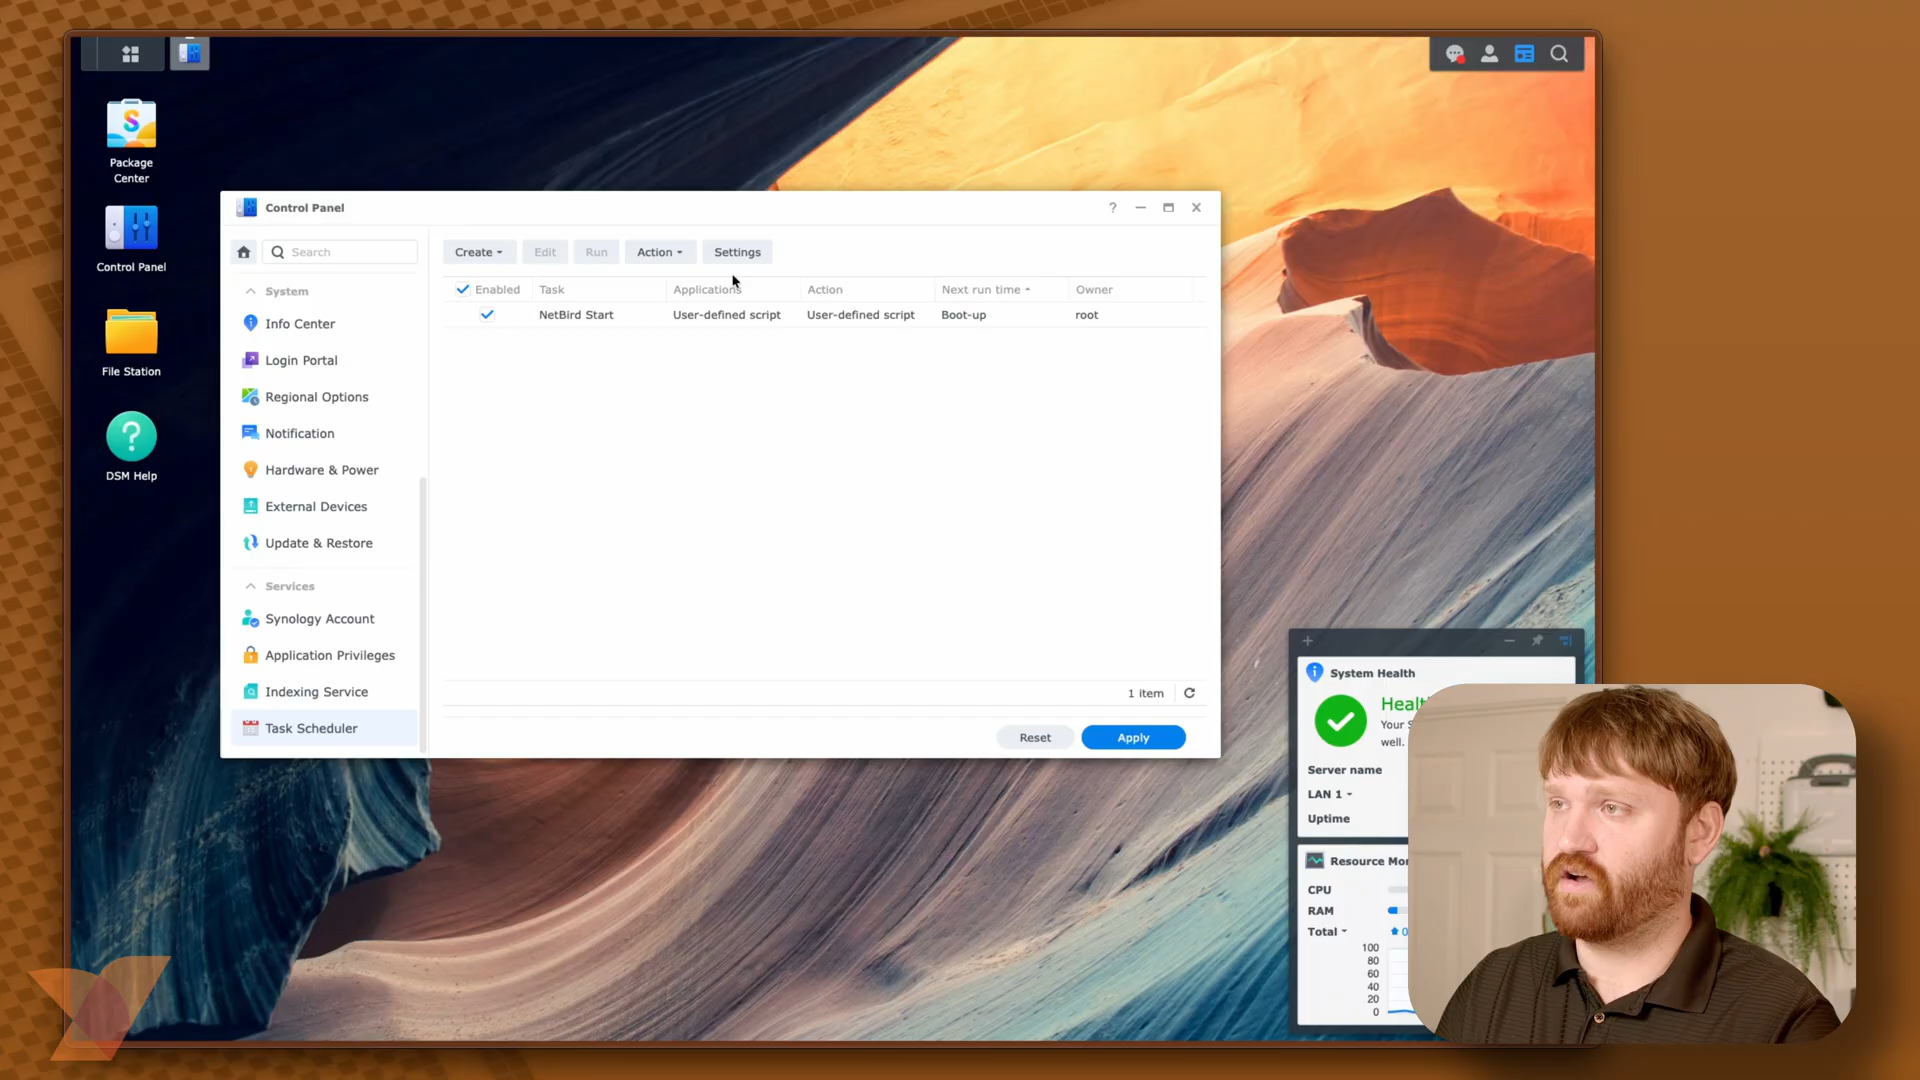 Package
Center
Control Panel
File Station
DSM Help
Control Panel
Search
System
Info Center
Login Portal
Regional Options
Notification
Hardware & Power
External Devices
Update & Restore
Services
Synology Account
Application Privileges
Indexing Service
Task Scheduler
Create
Edit
Run
Action
Settings
Enabled
Task
Applications
Action
Next run time
Owner
NetBird Start
User-defined script
User-defined script
Boot-up
root
1 item
Reset
Apply
System Health
Your
well.
Server name
LAN 1
Uptime
CPU
RAM
Total
0
100
80
60
40
20
0